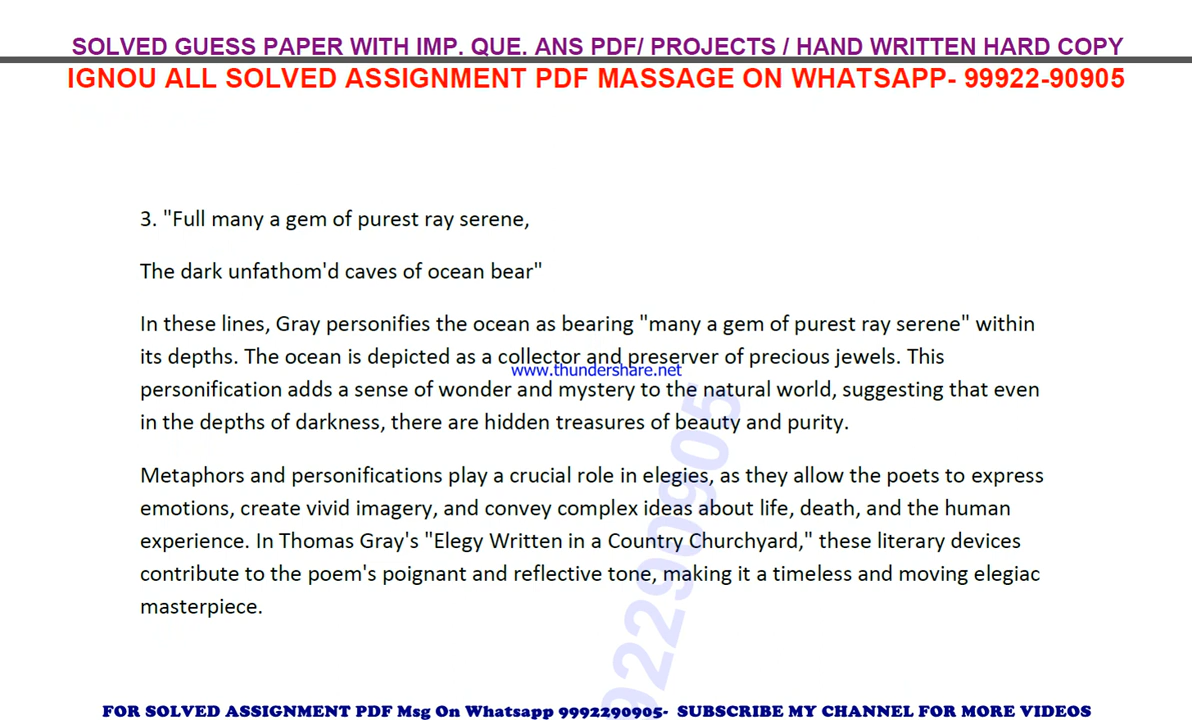 SOLVED GUESS PAPER WITH IMP. QUE. ANS PDF/ PROJECTS / HAND WRITTEN HARD COPY
IGNOU ALL SOLVED ASSIGNMENT PDF MASSAGE ON WHATSAPP- 99922-90905
3. "Full many a gem of purest ray serene,
The dark unfathom'd caves of ocean bear"
In these lines, Gray personifies the ocean as bearing "many a gem of purest ray serene" within
its depths. The ocean is depicted as a collector and preserver of precious jewels. This
www.thundershare.net
personification adds a sense of wonder and mystery to the natural world, suggesting that even
in the depths of darkness, there are hidden treasures of beauty and purity.
Metaphors and personifications play a crucial role in elegies, as they allow the poets to express
emotions, create vivid imagery, and convey complex ideas about life, death, and the human
experience. In Thomas Gray's "Elegy Written in a Country Churchyard," these literary devices
contribute to the poem's poignant and reflective tone, making it a timeless and moving elegiac
masterpiece.
92290905
FOR SOLVED ASSIGNMENT PDF Msg On Whatsapp 9992290905- SUBSCRIBE MY CHANNEL FOR MORE VIDEOS